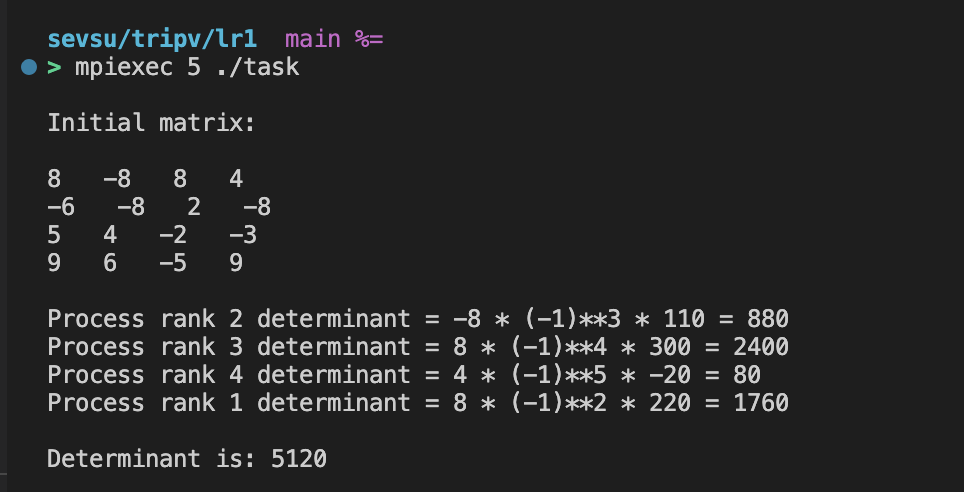 sevsu/tripv/lr1 main %=
> mpiexec 5 ./task
Initial matrix:
8 -8 8 4
-6 -8 2 -8
5 4 -2 -3
9 6 -5 9
Process rank 2 determinant = -8 * (-1)**3 * 110 = 880
Process rank 3 determinant = 8 * (-1)**4 * 300 = 2400
Process rank 4 determinant = 4 * (-1)**5 * -20 = 80
Process rank 1 determinant = 8 * (-1)**2 * 220 = 1760
Determinant is: 5120